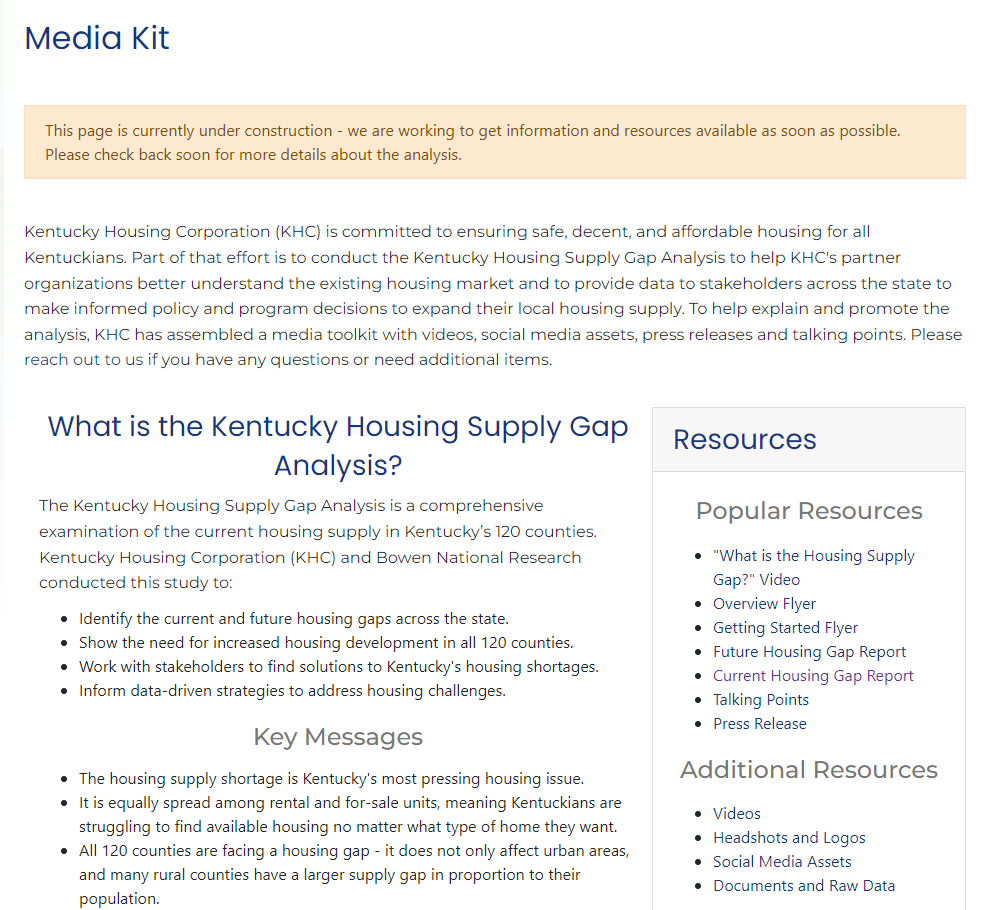 Media Kit
This page is currently under construction - we are working to get information and resources available as soon as possible.
Please check back soon for more details about the analysis.
Kentucky Housing Corporation (KHC) is committed to ensuring safe, decent, and affordable housing for all
Kentuckians. Part of that effort is to conduct the Kentucky Housing Supply Gap Analysis to help KHC's partner
organizations better understand the existing housing market and to provide data to stakeholders across the state to
make informed policy and program decisions to expand their local housing supply. To help explain and promote the
analysis, KHC has assembled a media toolkit with videos, social media assets, press releases and talking points. Please
reach out to us if you have any questions or need additional items.
What is the Kentucky Housing Supply Gap
Analysis?
The Kentucky Housing Supply Gap Analysis is a comprehensive
examination of the current housing supply in Kentucky’s 120 counties.
Kentucky Housing Corporation (KHC) and Bowen National Research
conducted this study to:
• Identify the current and future housing gaps across the state.
• Show the need for increased housing development in all 120 counties.
• Work with stakeholders to find solutions to Kentucky's housing shortages.
• Inform data-driven strategies to address housing challenges.
Key Messages
• The housing supply shortage is Kentucky's most pressing housing issue.
• It is equally spread among rental and for-sale units, meaning Kentuckians are
struggling to find available housing no matter what type of home they want.
• All 120 counties are facing a housing gap - it does not only affect urban areas,
and many rural counties have a larger supply gap in proportion to their
population.
Resources
Popular Resources
• "What is the Housing Supply
Gap?" Video
• Overview Flyer
• Getting Started Flyer
• Future Housing Gap Report
• Current Housing Gap Report
• Talking Points
• Press Release
Additional Resources
• Videos
• Headshots and Logos
• Social Media Assets
• Documents and Raw Data